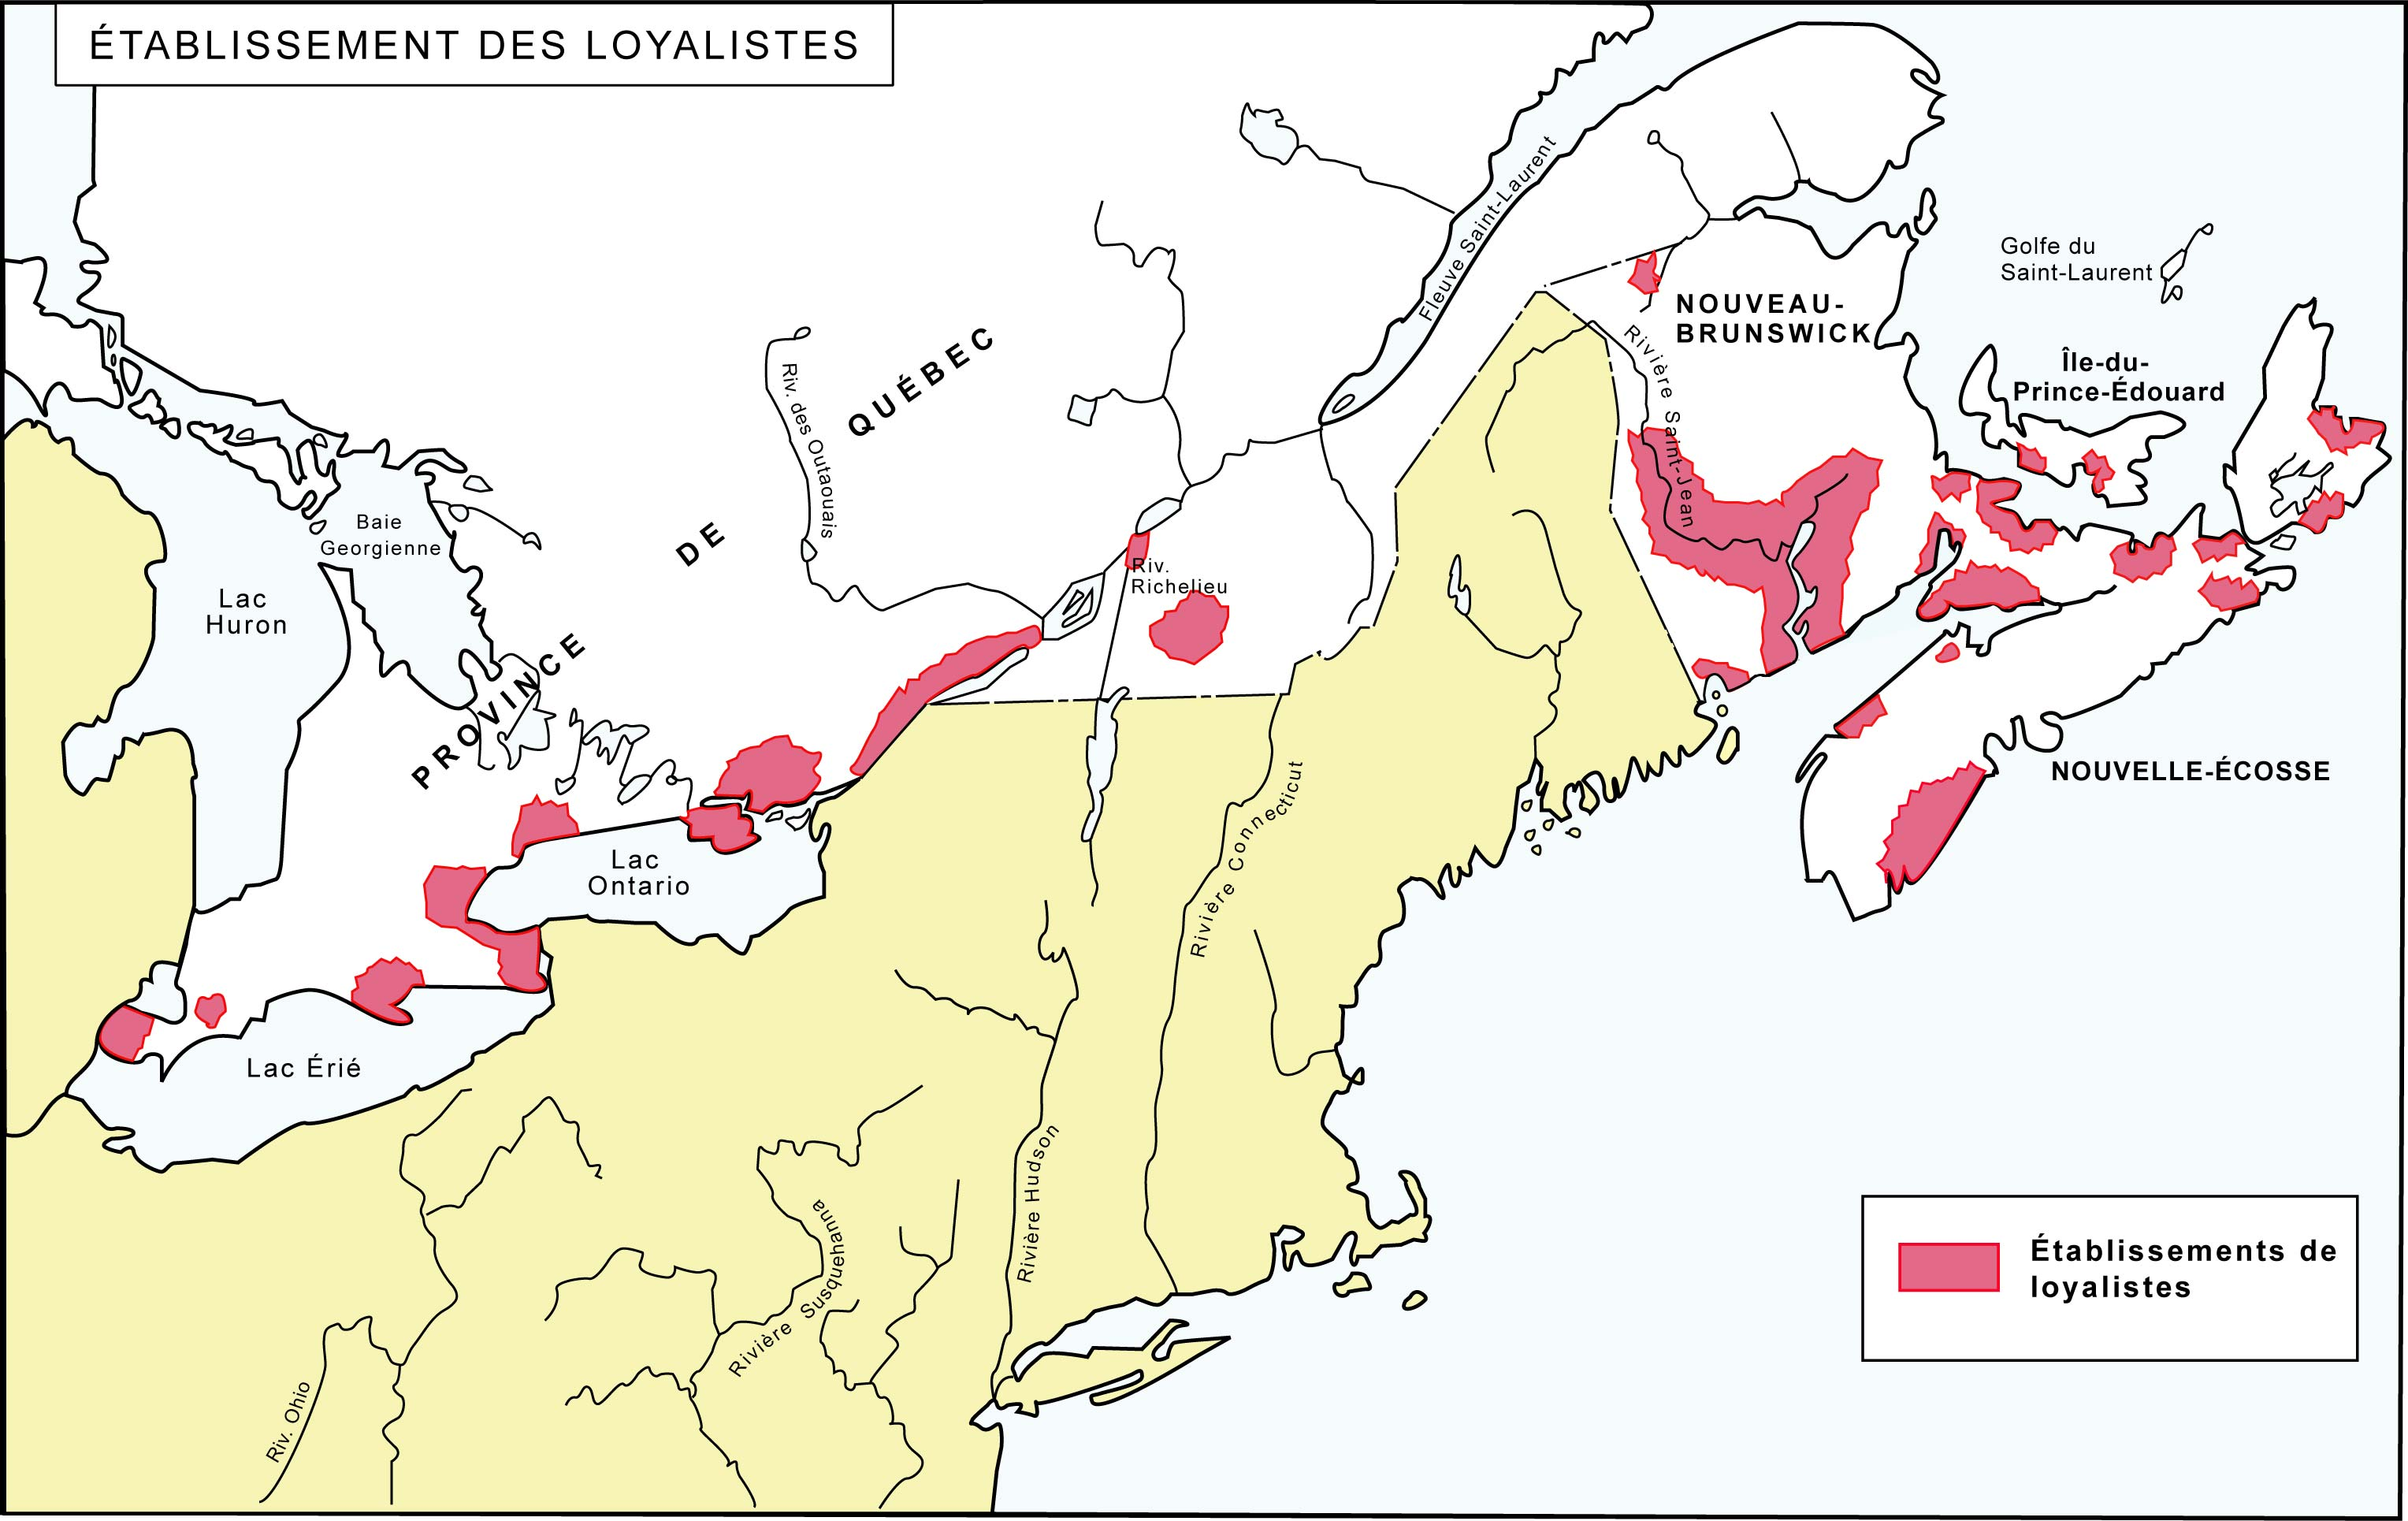 ÉTABLISSEMENT DES LOYALISTES
Fleuve Saint-Laurent
Golfe du
Saint-Laurent
NOUVEAU-
BRUNSWICK
Île-du-
Prince-Édouard
Rivière Saint-Jean
Riv. des Outaouais
PROVINCE DE QUÉBEC
Baie
Georgienne
Lac
Huron
Riv.
Richelieu
NOUVELLE-ÉCOSSE
Lac
Ontario
Rivière Connecticut
Lac Érié
Rivière Hudson
Rivière Susquehanna
Riv. Ohio
Établissements de
loyalistes